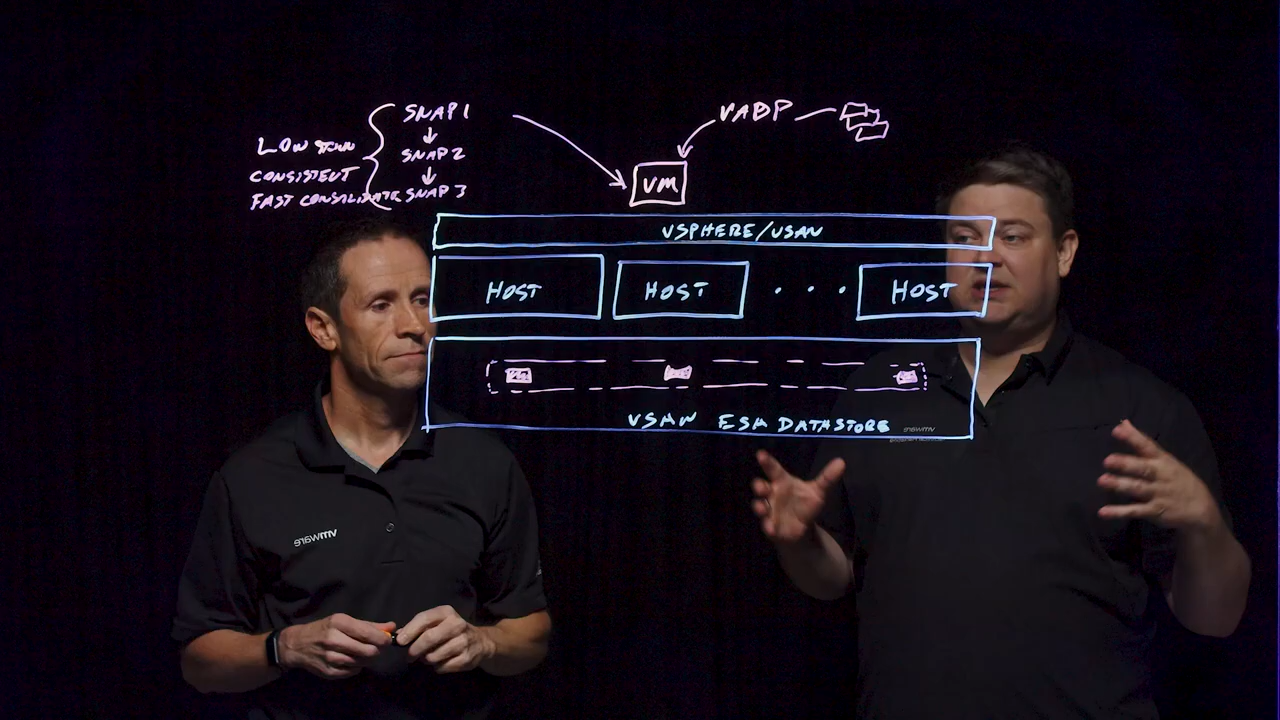 SNAP 1
LOW STUN
SNAP 2
CONSISTENT
FAST CONSOLIDATE SNAP 3
VADP
VM
VSPHERE/VSAN
HOST
HOST
. . .
HOST
VSAN ESA DATASTORE
vmware
vmware